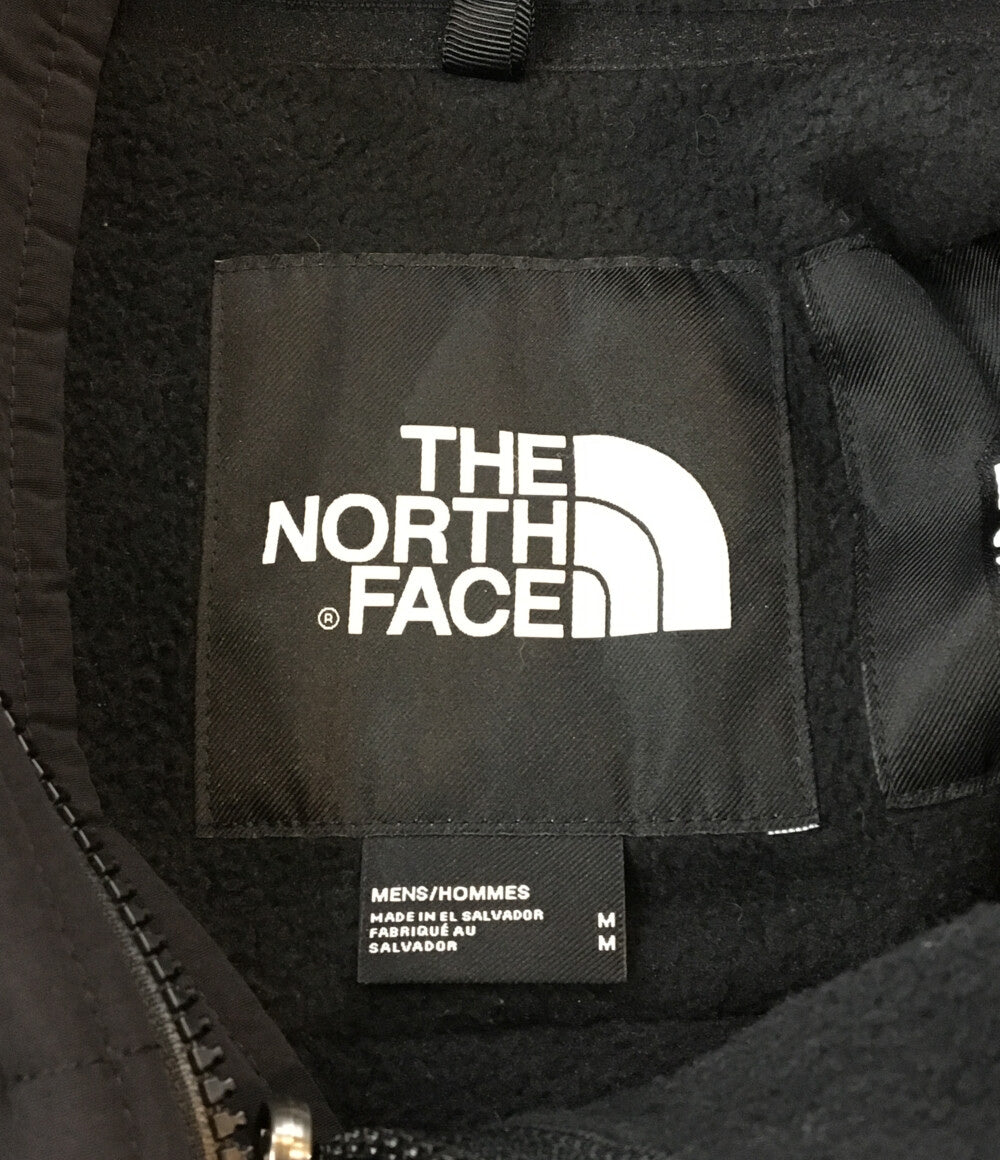 THE
NORTH
® FACE
MENS/HOMMES
MADE IN EL SALVADOR M
FABRIQUÉ AU
SALVADOR M